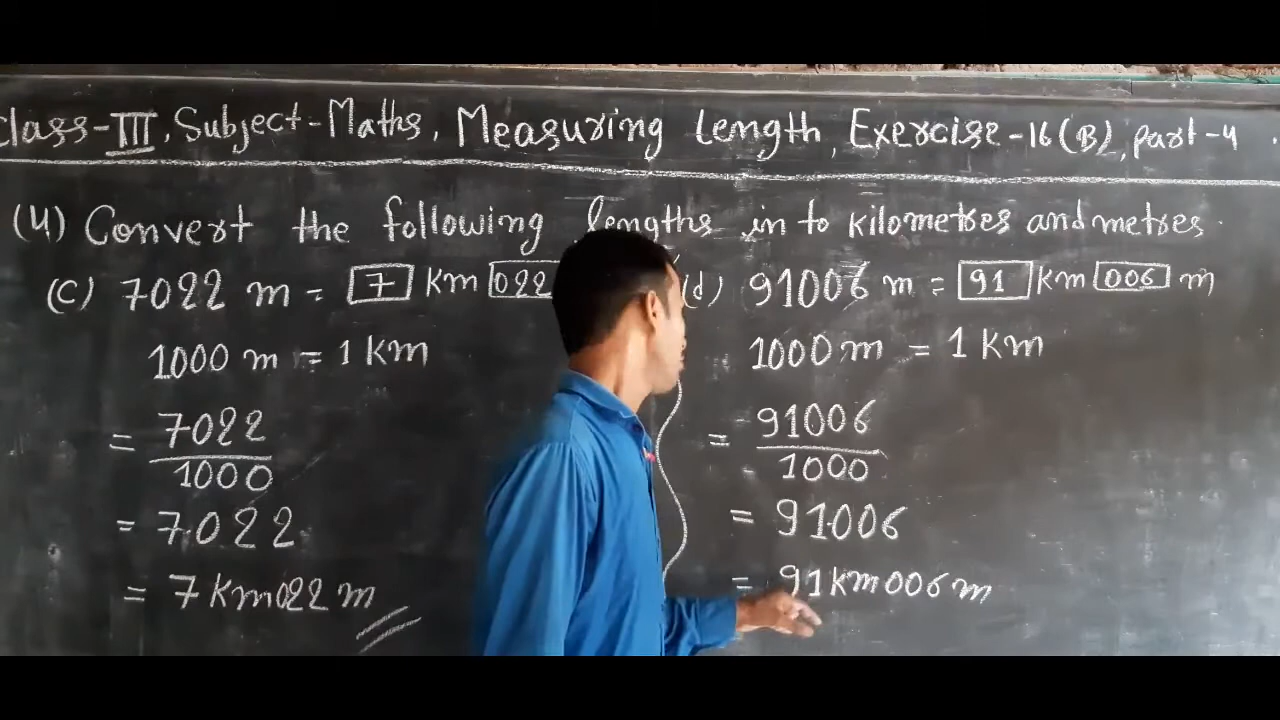 Class-III, Subject-Maths, Measuring Length, Exercise-16(B), part-4.
(4) Convert the following lengths in to kilometres and metres.
(C) 7022 m = 7 km 022
1000 m = 1 km
= 7022/1000
= 7.022
= 7 km 022 m
(d) 91006 m = 91 km 006 m
1000 m = 1 km
= 91006/1000
= 91.006
= 91 km 006 m